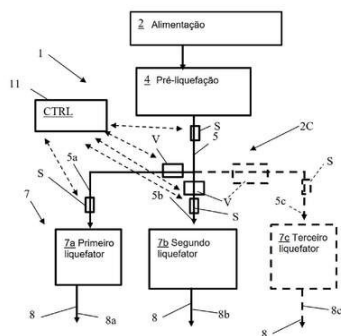 2 Alimentação
1
4 Pré-liquefação
11
CTRL
S
5
2C
V
S
5a
S
5b
V
5c
S
7
7a Primeiro
liquefator
7b Segundo
liquefator
7c Terceiro
liquefator
8
8a
8
8b
8
8c